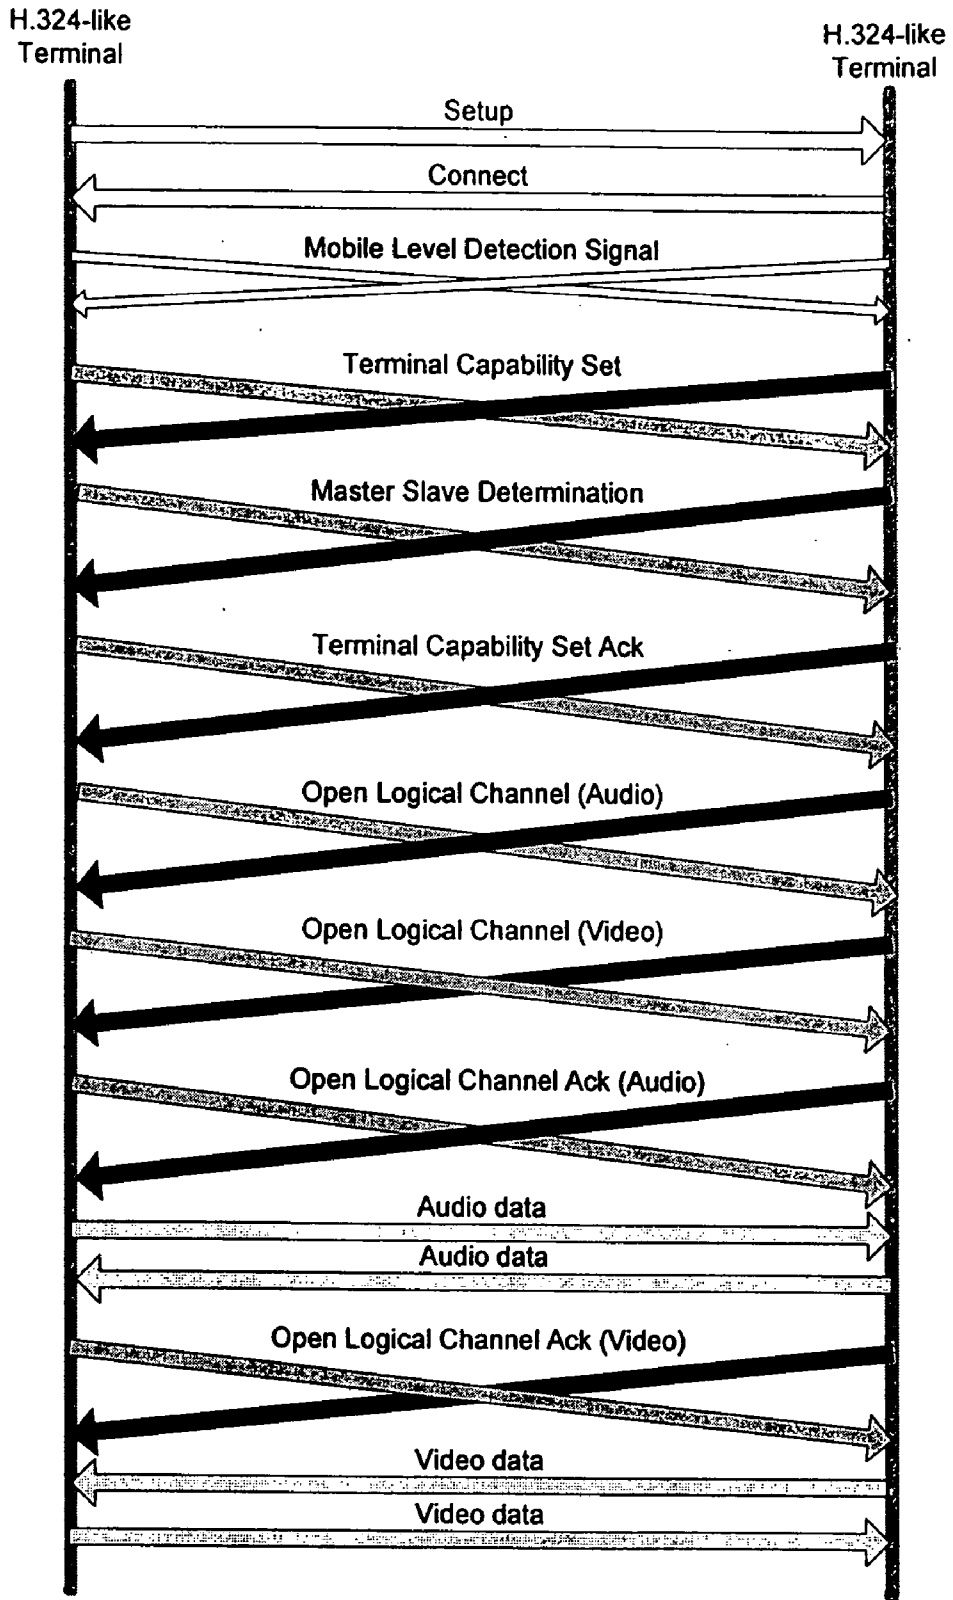 H.324-like
Terminal
H.324-like
Terminal
Setup
Connect
Mobile Level Detection Signal
Terminal Capability Set
Master Slave Determination
Terminal Capability Set Ack
Open Logical Channel (Audio)
Open Logical Channel (Video)
Open Logical Channel Ack (Audio)
Audio data
Audio data
Open Logical Channel Ack (Video)
Video data
Video data